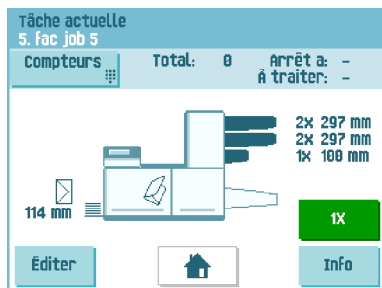 Tâche actuelle
5. Fac job 5
Compteurs Total: 0 Arrêt a: -
À traiter: -
2x 297 mm
2x 297 mm
1x 100 mm
114 mm
1X
Éditer Info